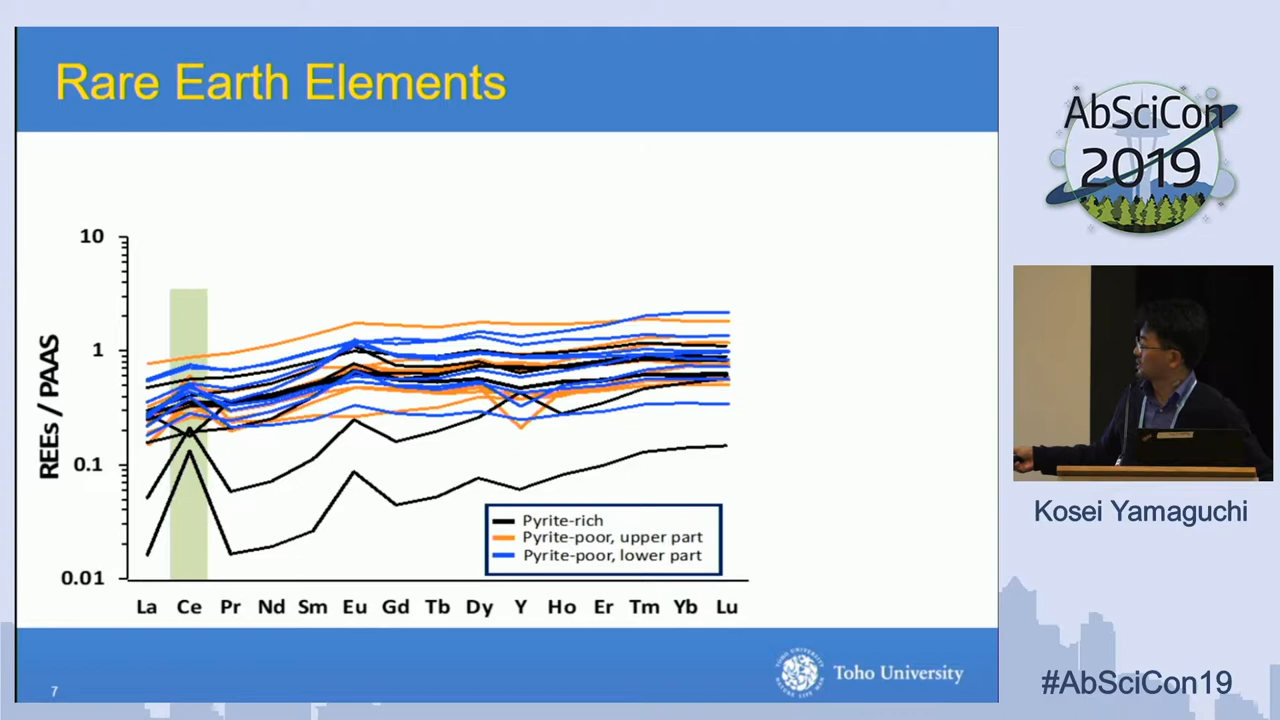 Rare Earth Elements
10
1
0.1
0.01
REEs / PAAS
La Ce Pr Nd Sm Eu Gd Tb Dy Y Ho Er Tm Yb Lu
Pyrite-rich
Pyrite-poor, upper part
Pyrite-poor, lower part
7
Toho University
AbSciCon
2019
Kosei Yamaguchi
#AbSciCon19